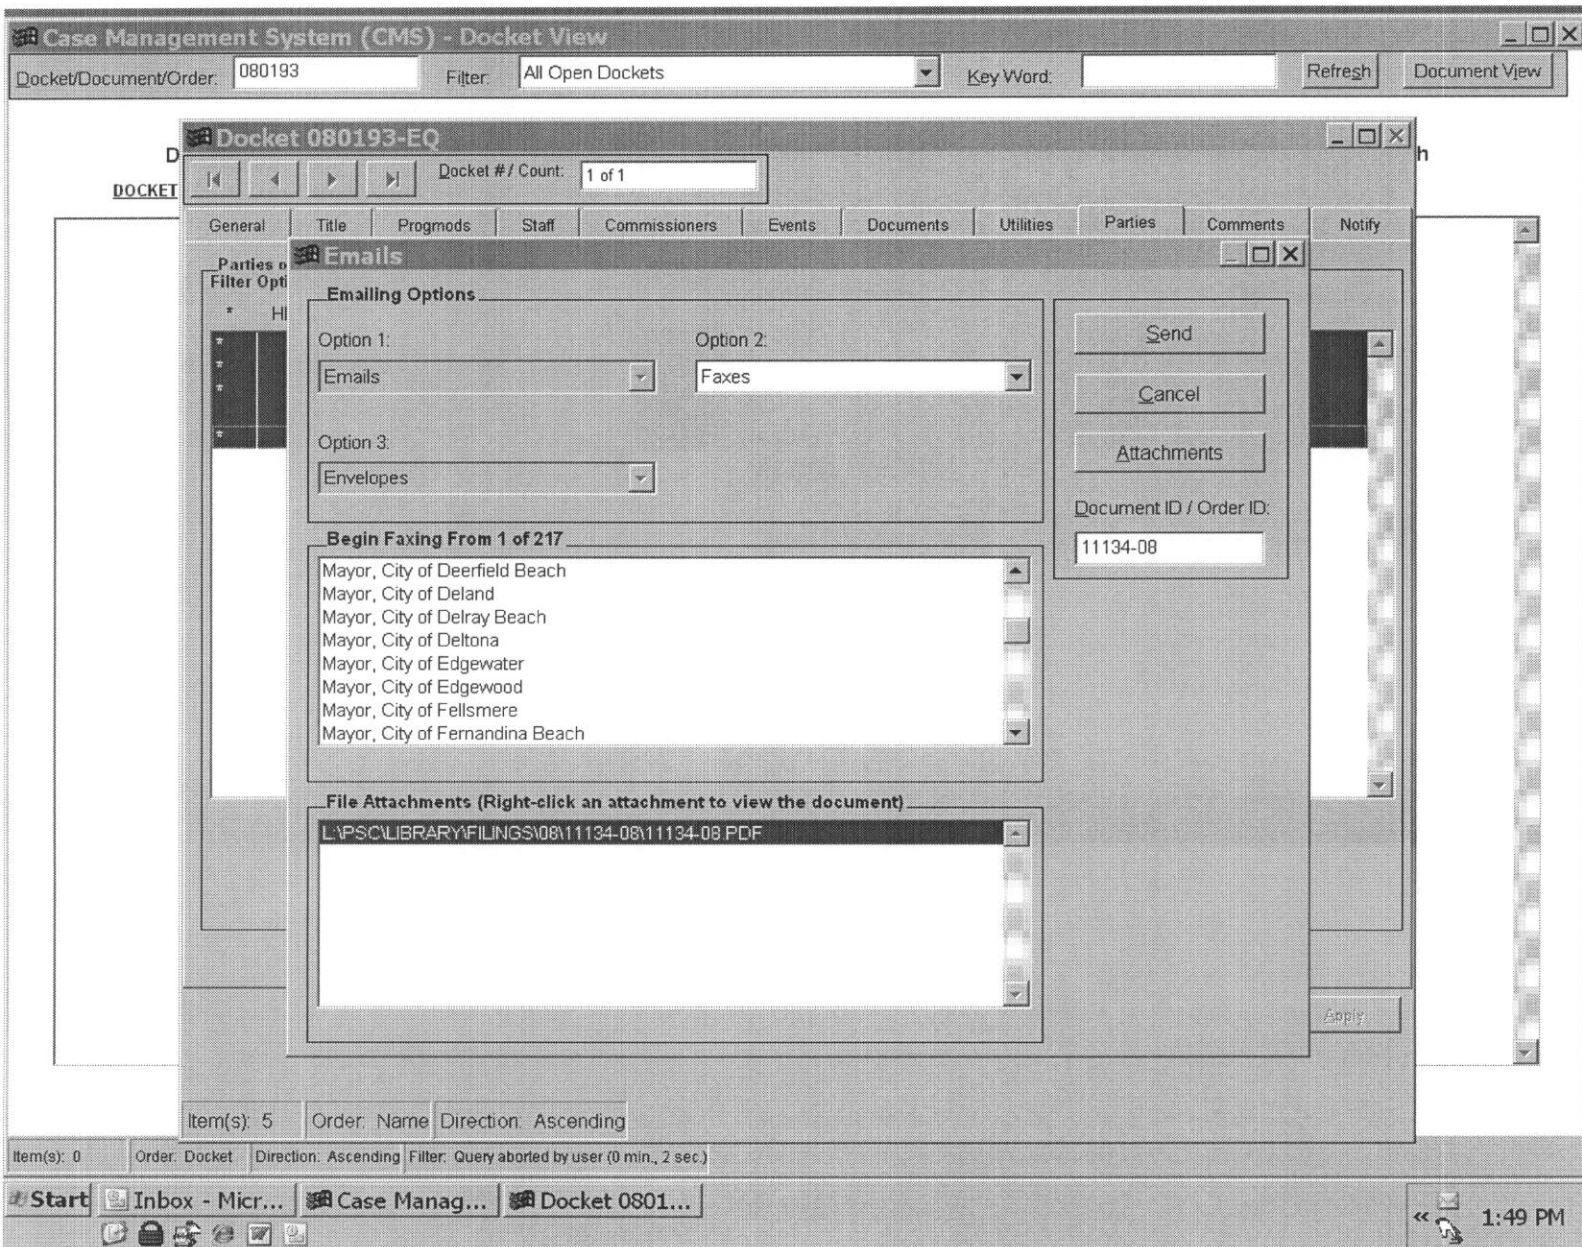 Case Management System (CMS) - Docket View
Docket/Document/Order: 080193 Filter: All Open Dockets Key Word: Refresh Document View
Docket 080193-EQ
D h
Docket # / Count: 1 of 1
DOCKET
General Title Progmods Staff Commissioners Events Documents Utilities Parties Comments Notify
Emails
Parties o
Filter Opti
Emailing Options
* HI
Option 1: Option 2: Send
Emails Faxes
Cancel
Option 3: Attachments
Envelopes
Document ID / Order ID:
Begin Faxing From 1 of 217
11134-08
Mayor, City of Deerfield Beach
Mayor, City of Deland
Mayor, City of Delray Beach
Mayor, City of Deltona
Mayor, City of Edgewater
Mayor, City of Edgewood
Mayor, City of Fellsmere
Mayor, City of Fernandina Beach
File Attachments (Right-click an attachment to view the document)
L:\PSC\LIBRARY\FILINGS\08\11134-08\11134-08.PDF
Apply
Item(s): 5 Order: Name Direction: Ascending
Item(s): 0 Order: Docket Direction: Ascending Filter: Query aborted by user (0 min., 2 sec.)
Start Inbox - Micr... Case Manag... Docket 0801... « 1:49 PM